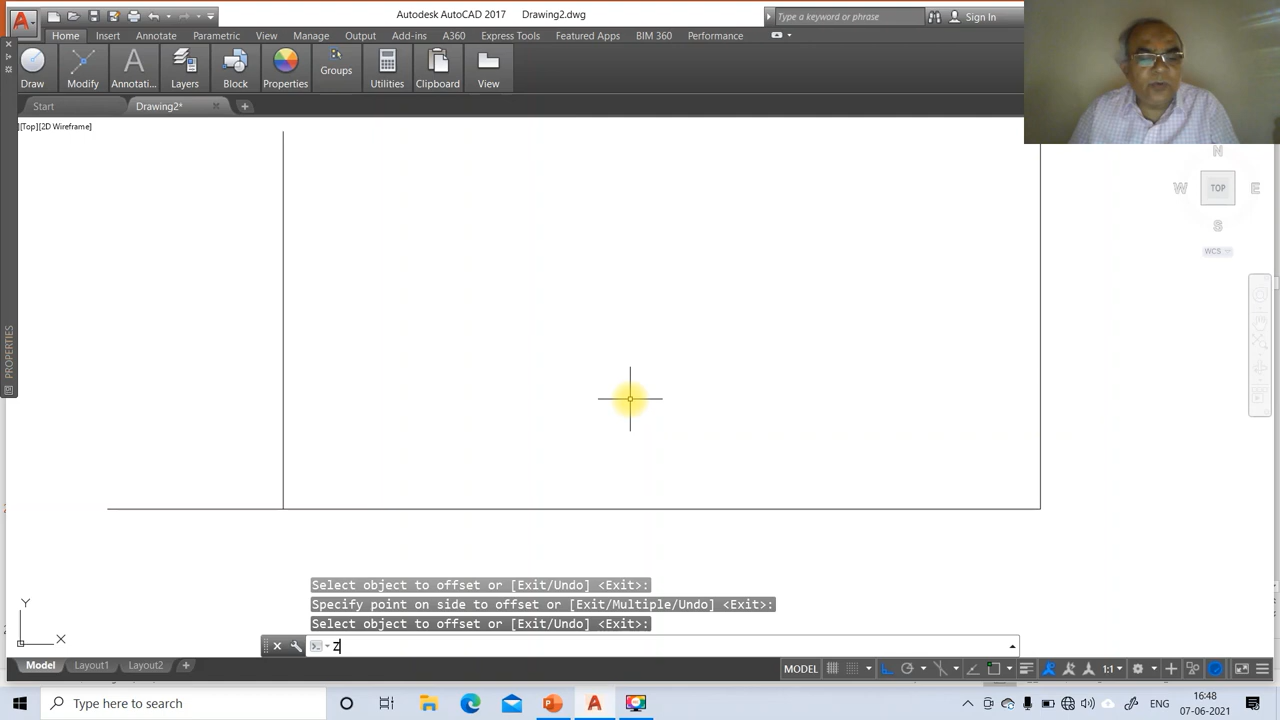 Autodesk AutoCAD 2017 Drawing2.dwg
Type a keyword or phrase
Sign In
Home Insert Annotate Parametric View Manage Output Add-ins A360 Express Tools Featured Apps BIM 360 Performance
Draw Modify Annotati... Layers Block Properties Groups Utilities Clipboard View
Start Drawing2*
][Top][2D Wireframe]
N
W TOP E
S
WCS
PROPERTIES
Select object to offset or [Exit/Undo] <Exit>:
Specify point on side to offset or [Exit/Multiple/Undo] <Exit>:
Select object to offset or [Exit/Undo] <Exit>:
Y
X
Z
Model Layout1 Layout2
MODEL 1:1
Type here to search
ENG
16:48
07-06-2021